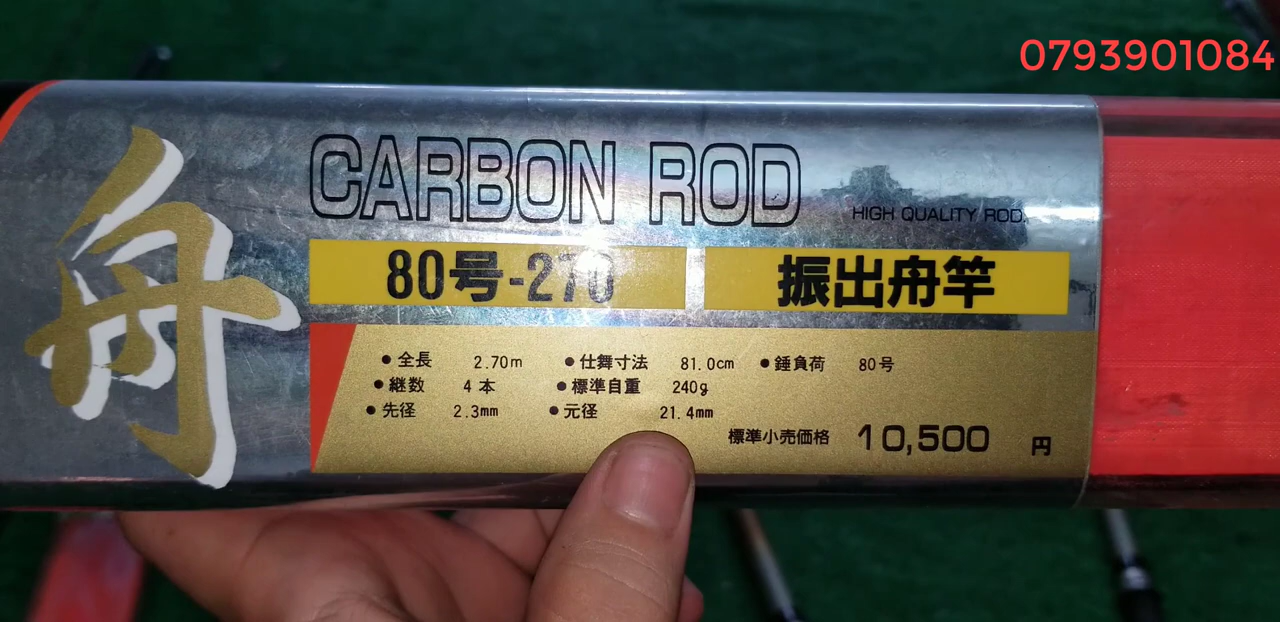 0793901084
舟
CARBON ROD
HIGH QUALITY ROD.
80号-270 振出舟竿
●全長 2.70m ●仕舞寸法 81.0cm ●錘負荷 80号
●継数 4本 ●標準自重 240g
●先径 2.3mm ●元径 21.4mm
標準小売価格 10,500 円